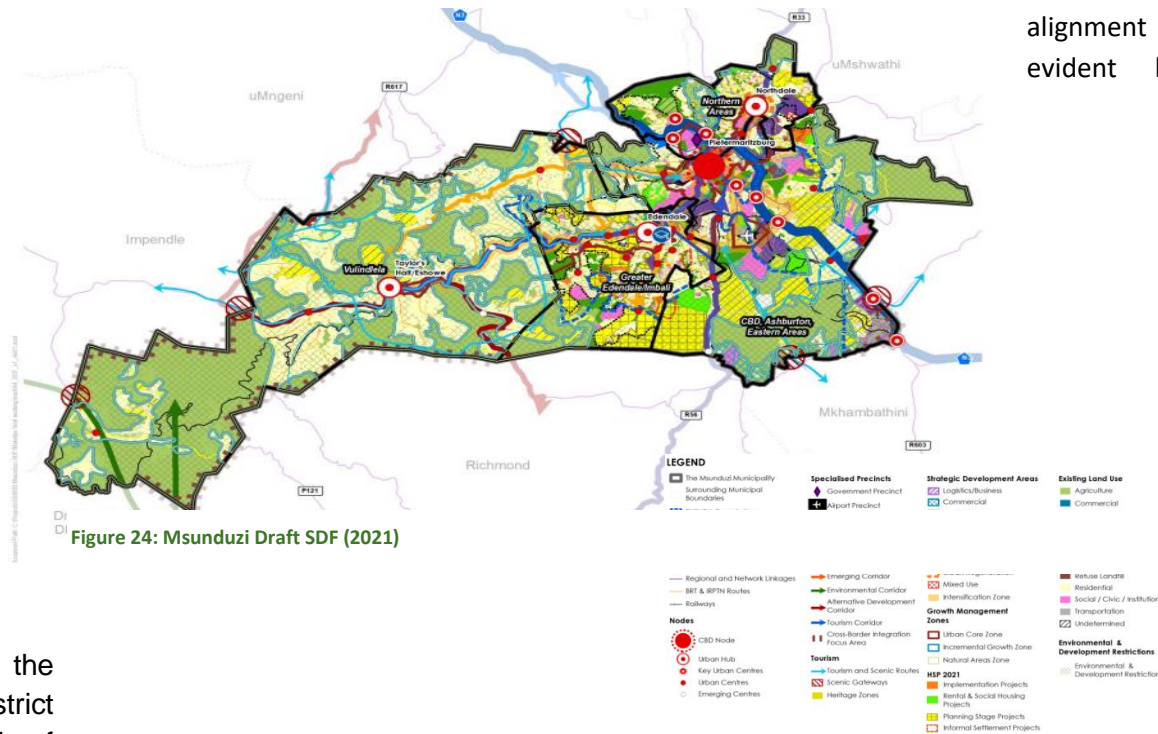 alignment
evident
N3
R33
uMshwathi
uMngeni
R617
Northdale
Northern
Areas
Pietermaritzburg
Impendle
Edendale
Vulindlela
Taylor's
Halt/Eshowe
Greater
Edendale/Imbali
CBD, Ashburton,
Eastern Areas
N3
Mkhambathini
R56
R603
Richmond
P121
Figure 24: Msunduzi Draft SDF (2021)
LEGEND
The Msunduzi Municipality
Surrounding Municipal
Boundaries
Specialised Precincts
Government Precinct
Airport Precinct
Strategic Development Areas
Logistics/Business
Commercial
Existing Land Use
Agriculture
Commercial
Regional and Network Linkages
BRT & IRPTN Routes
Railways
Nodes
CBD Node
Urban Hub
Key Urban Centres
Urban Centres
Emerging Centres
Emerging Corridor
Environmental Corridor
Alternative Development
Corridor
Tourism Corridor
Cross-Border Integration
Focus Area
Tourism
Tourism and Scenic Routes
Scenic Gateways
Heritage Zones
Mixed Use
Intensification Zone
Growth Management
Zones
Urban Core Zone
Incremental Growth Zone
Natural Areas Zone
HSP 2021
Implementation Projects
Rental & Social Housing
Projects
Planning Stage Projects
Informal Settlement Projects
Refuse Landfill
Residential
Social / Civic / Institution
Transportation
Undetermined
Environmental &
Development Restrictions
Environmental &
Development Restriction
the
strict